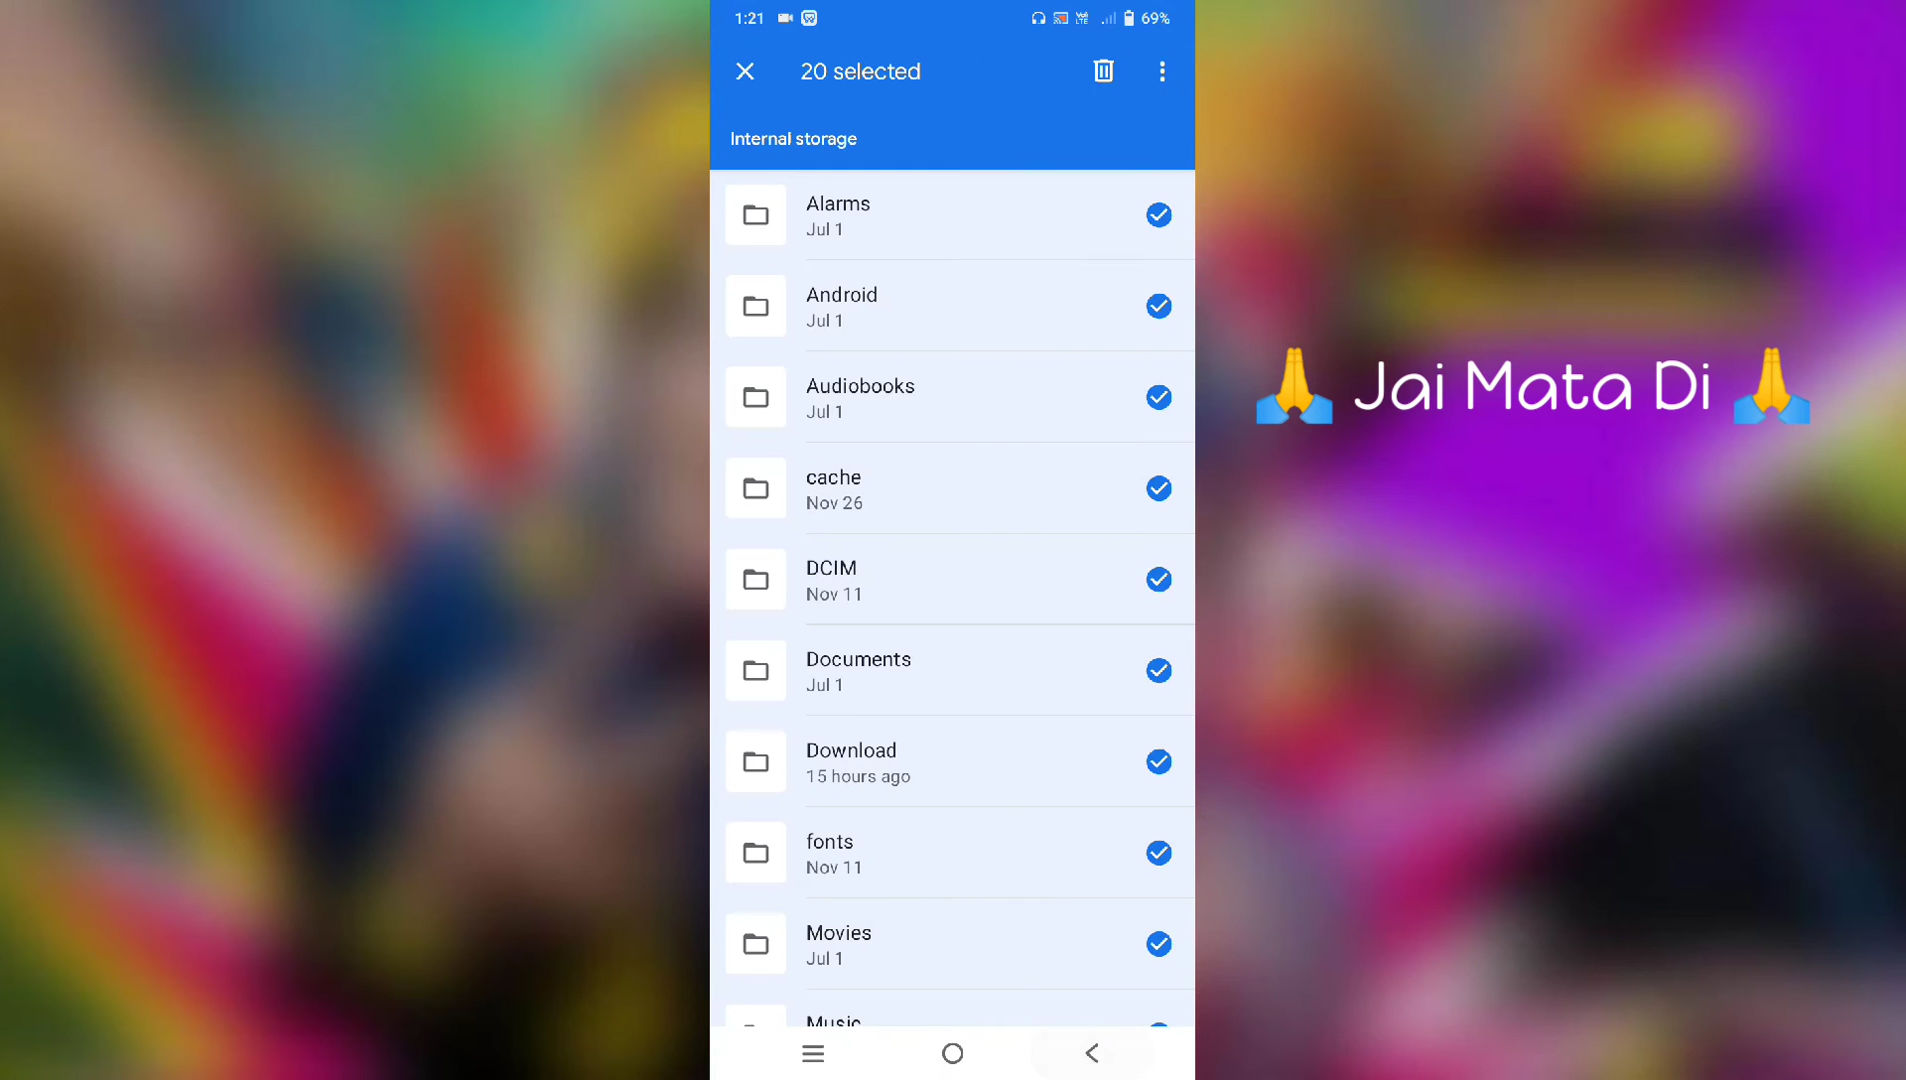 1:21 69%
20 selected
Internal storage
Alarms
Jul 1
Android
Jul 1
Audiobooks
Jul 1
cache
Nov 26
DCIM
Nov 11
Documents
Jul 1
Download
15 hours ago
fonts
Nov 11
Movies
Jul 1
Music
🙏 Jai Mata Di 🙏